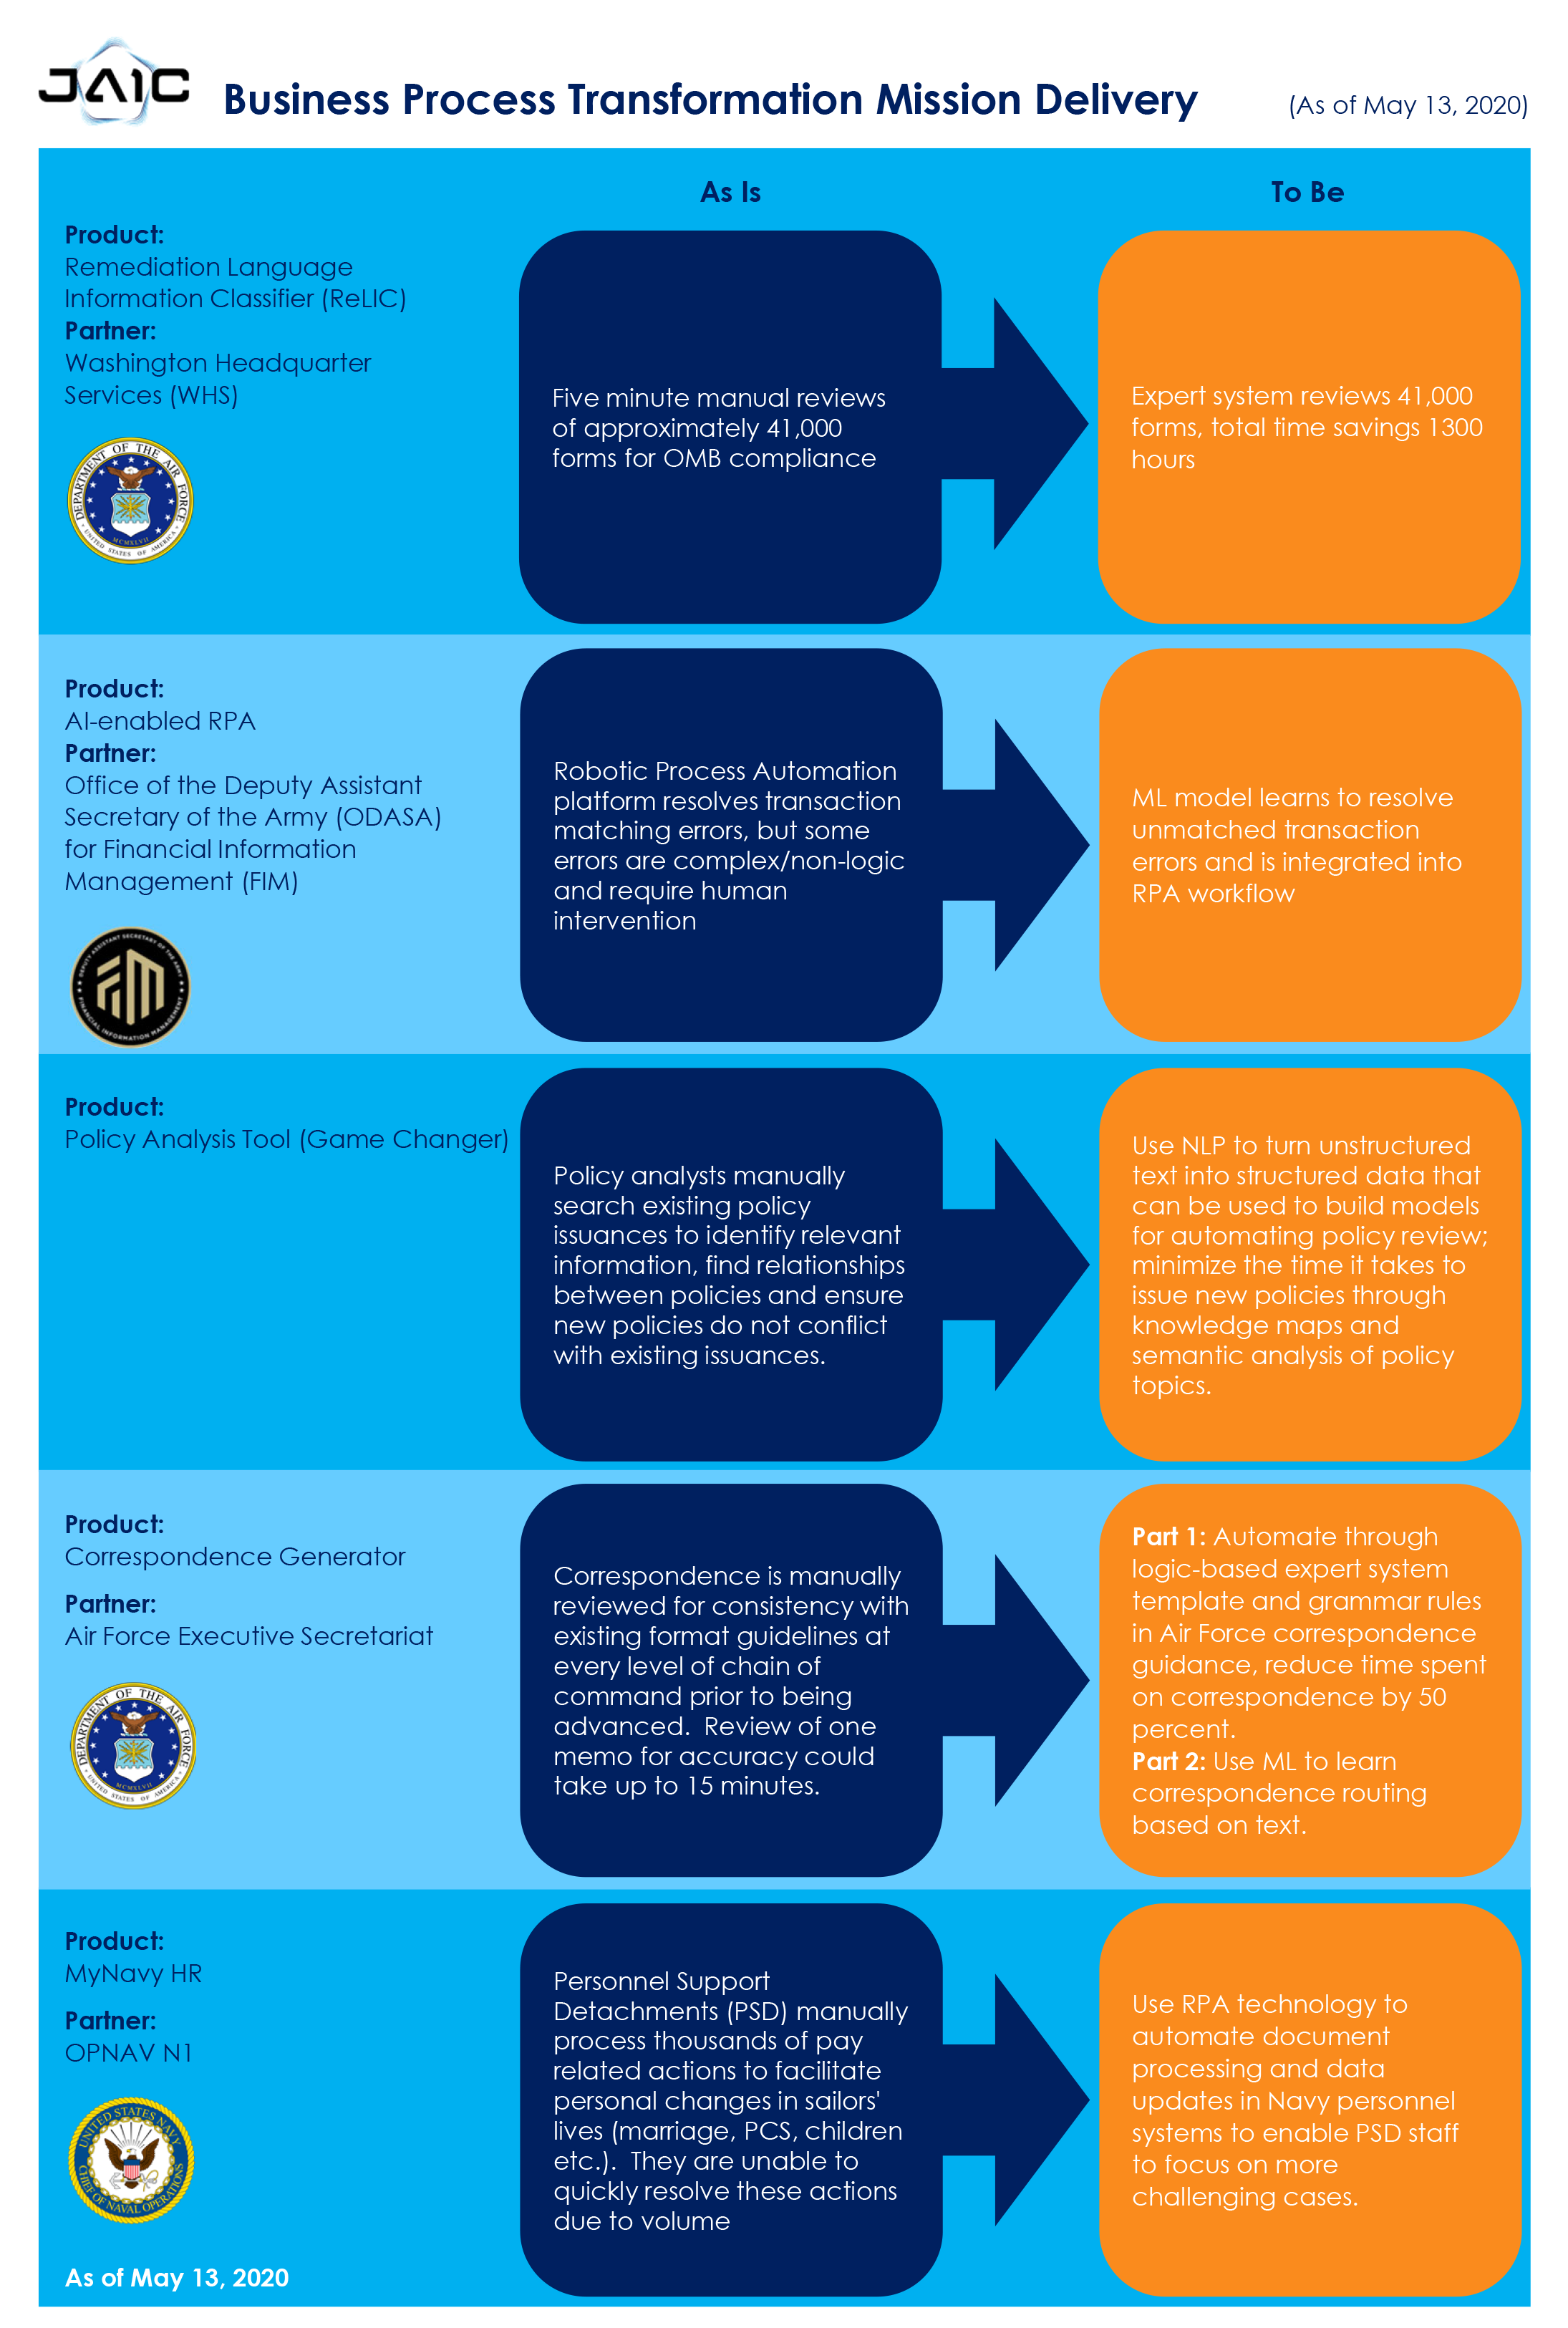 JAIC
Business Process Transformation Mission Delivery
(As of May 13, 2020)
As Is
To Be
Product:
Remediation Language
Information Classifier (ReLIC)
Partner:
Washington Headquarter
Services (WHS)
DEPARTMENT OF THE AIR FORCE
MCMXLVII
UNITED STATES OF AMERICA
Five minute manual reviews
of approximately 41,000
forms for OMB compliance
Expert system reviews 41,000
forms, total time savings 1300
hours
Product:
AI-enabled RPA
Partner:
Office of the Deputy Assistant
Secretary of the Army (ODASA)
for Financial Information
Management (FIM)
DEPUTY ASSISTANT SECRETARY OF THE ARMY
FIM
FINANCIAL INFORMATION MANAGEMENT
Robotic Process Automation
platform resolves transaction
matching errors, but some
errors are complex/non-logic
and require human
intervention
ML model learns to resolve
unmatched transaction
errors and is integrated into
RPA workflow
Product:
Policy Analysis Tool (Game Changer)
Policy analysts manually
search existing policy
issuances to identify relevant
information, find relationships
between policies and ensure
new policies do not conflict
with existing issuances.
Use NLP to turn unstructured
text into structured data that
can be used to build models
for automating policy review;
minimize the time it takes to
issue new policies through
knowledge maps and
semantic analysis of policy
topics.
Product:
Correspondence Generator
Partner:
Air Force Executive Secretariat
DEPARTMENT OF THE AIR FORCE
MCMXLVII
UNITED STATES OF AMERICA
Correspondence is manually
reviewed for consistency with
existing format guidelines at
every level of chain of
command prior to being
advanced.  Review of one
memo for accuracy could
take up to 15 minutes.
Part 1: Automate through
logic-based expert system
template and grammar rules
in Air Force correspondence
guidance, reduce time spent
on correspondence by 50
percent.
Part 2: Use ML to learn
correspondence routing
based on text.
Product:
MyNavy HR
Partner:
OPNAV N1
UNITED STATES NAVY
CHIEF OF NAVAL OPERATIONS
As of May 13, 2020
Personnel Support
Detachments (PSD) manually
process thousands of pay
related actions to facilitate
personal changes in sailors'
lives (marriage, PCS, children
etc.).  They are unable to
quickly resolve these actions
due to volume
Use RPA technology to
automate document
processing and data
updates in Navy personnel
systems to enable PSD staff
to focus on more
challenging cases.